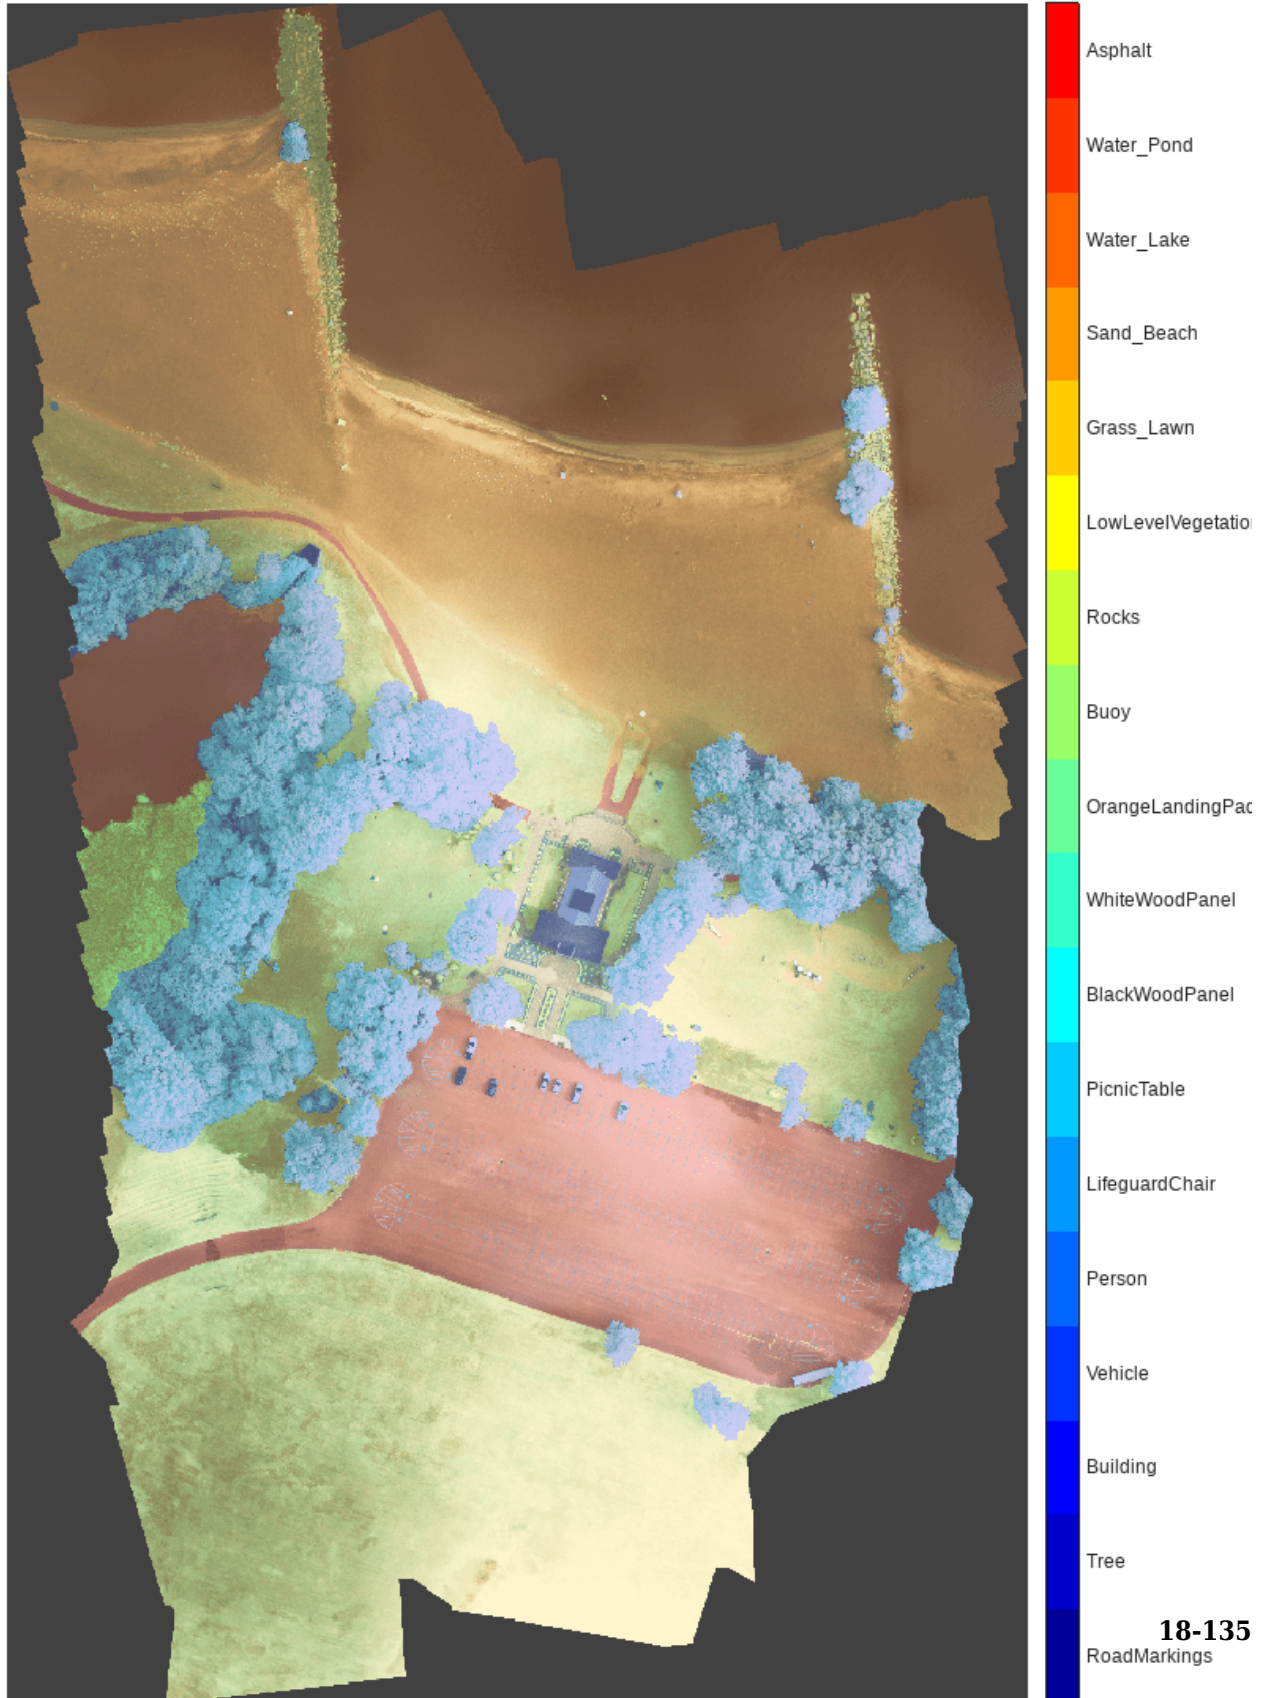 Asphalt
Water_Pond
Water_Lake
Sand_Beach
Grass_Lawn
LowLevelVegetatio
Rocks
Buoy
OrangeLandingPad
WhiteWoodPanel
BlackWoodPanel
PicnicTable
LifeguardChair
Person
Vehicle
Building
Tree
18-135
RoadMarkings